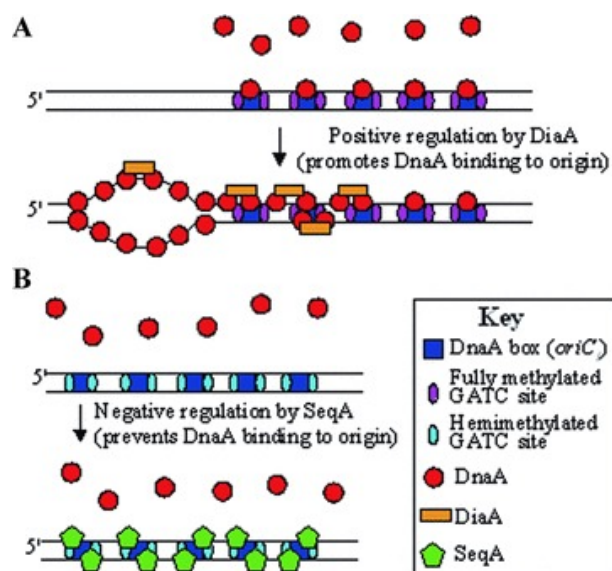 A
5'
Positive regulation by DiaA
(promotes DnaA binding to origin)
5'
B
5'
Negative regulation by SeqA
(prevents DnaA binding to origin)
5'
Key
DnaA box (oriC)
Fully methylated
GATC site
Hemimethylated
GATC site
DnaA
DiaA
SeqA